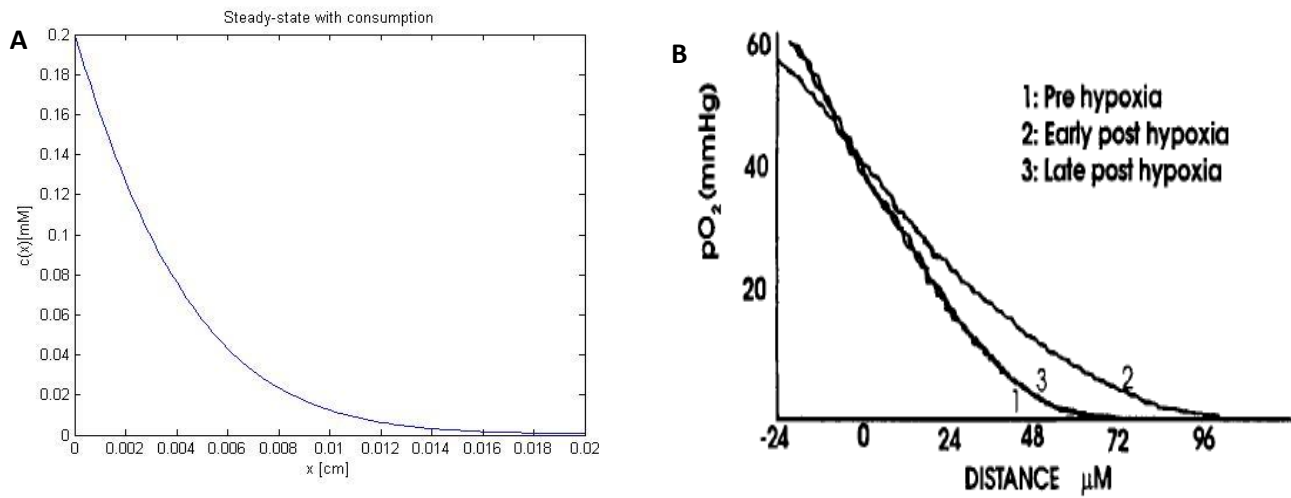 A
Steady-state with consumption
0.2
0.18
0.16
0.14
0.12
0.1
0.08
0.06
0.04
0.02
0
c(x)[mM]
0 0.002 0.004 0.006 0.008 0.01 0.012 0.014 0.016 0.018 0.02
x [cm]
B
60
40
20
pO₂ (mmHg)
1: Pre hypoxia
2: Early post hypoxia
3: Late post hypoxia
3
2
1
-24 0 24 48 72 96
DISTANCE μM